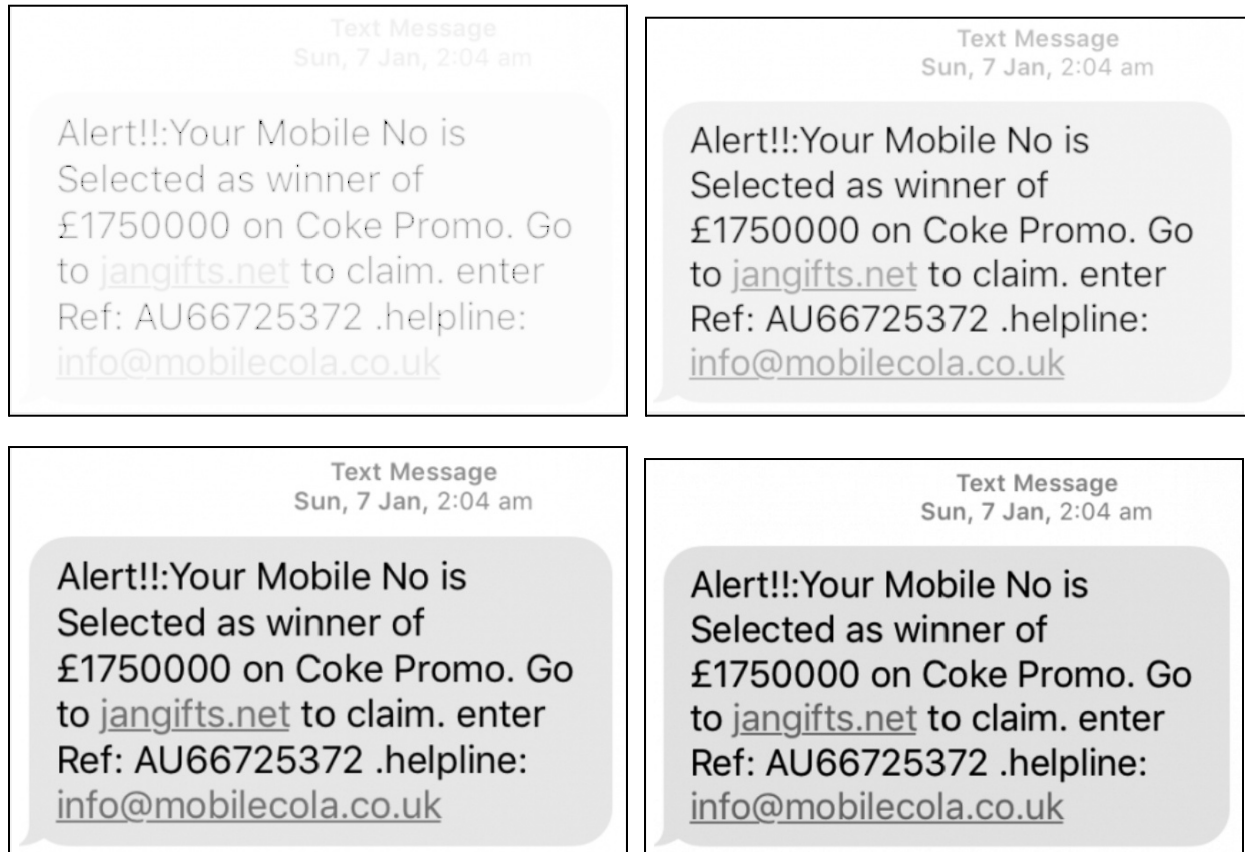 Text Message
Sun, 7 Jan, 2:04 am
Alert!!:Your Mobile No is
Selected as winner of
£1750000 on Coke Promo. Go
to jangifts.net to claim. enter
Ref: AU66725372 .helpline:
info@mobilecola.co.uk
Text Message
Sun, 7 Jan, 2:04 am
Alert!!:Your Mobile No is
Selected as winner of
£1750000 on Coke Promo. Go
to jangifts.net to claim. enter
Ref: AU66725372 .helpline:
info@mobilecola.co.uk
Text Message
Sun, 7 Jan, 2:04 am
Alert!!:Your Mobile No is
Selected as winner of
£1750000 on Coke Promo. Go
to jangifts.net to claim. enter
Ref: AU66725372 .helpline:
info@mobilecola.co.uk
Text Message
Sun, 7 Jan, 2:04 am
Alert!!:Your Mobile No is
Selected as winner of
£1750000 on Coke Promo. Go
to jangifts.net to claim. enter
Ref: AU66725372 .helpline:
info@mobilecola.co.uk